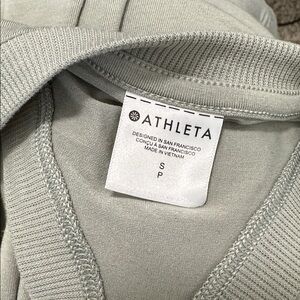 ATHLETA
DESIGNED IN SAN FRANCISCO
CONÇU À SAN FRANCISCO
MADE IN VIETNAM
S
P